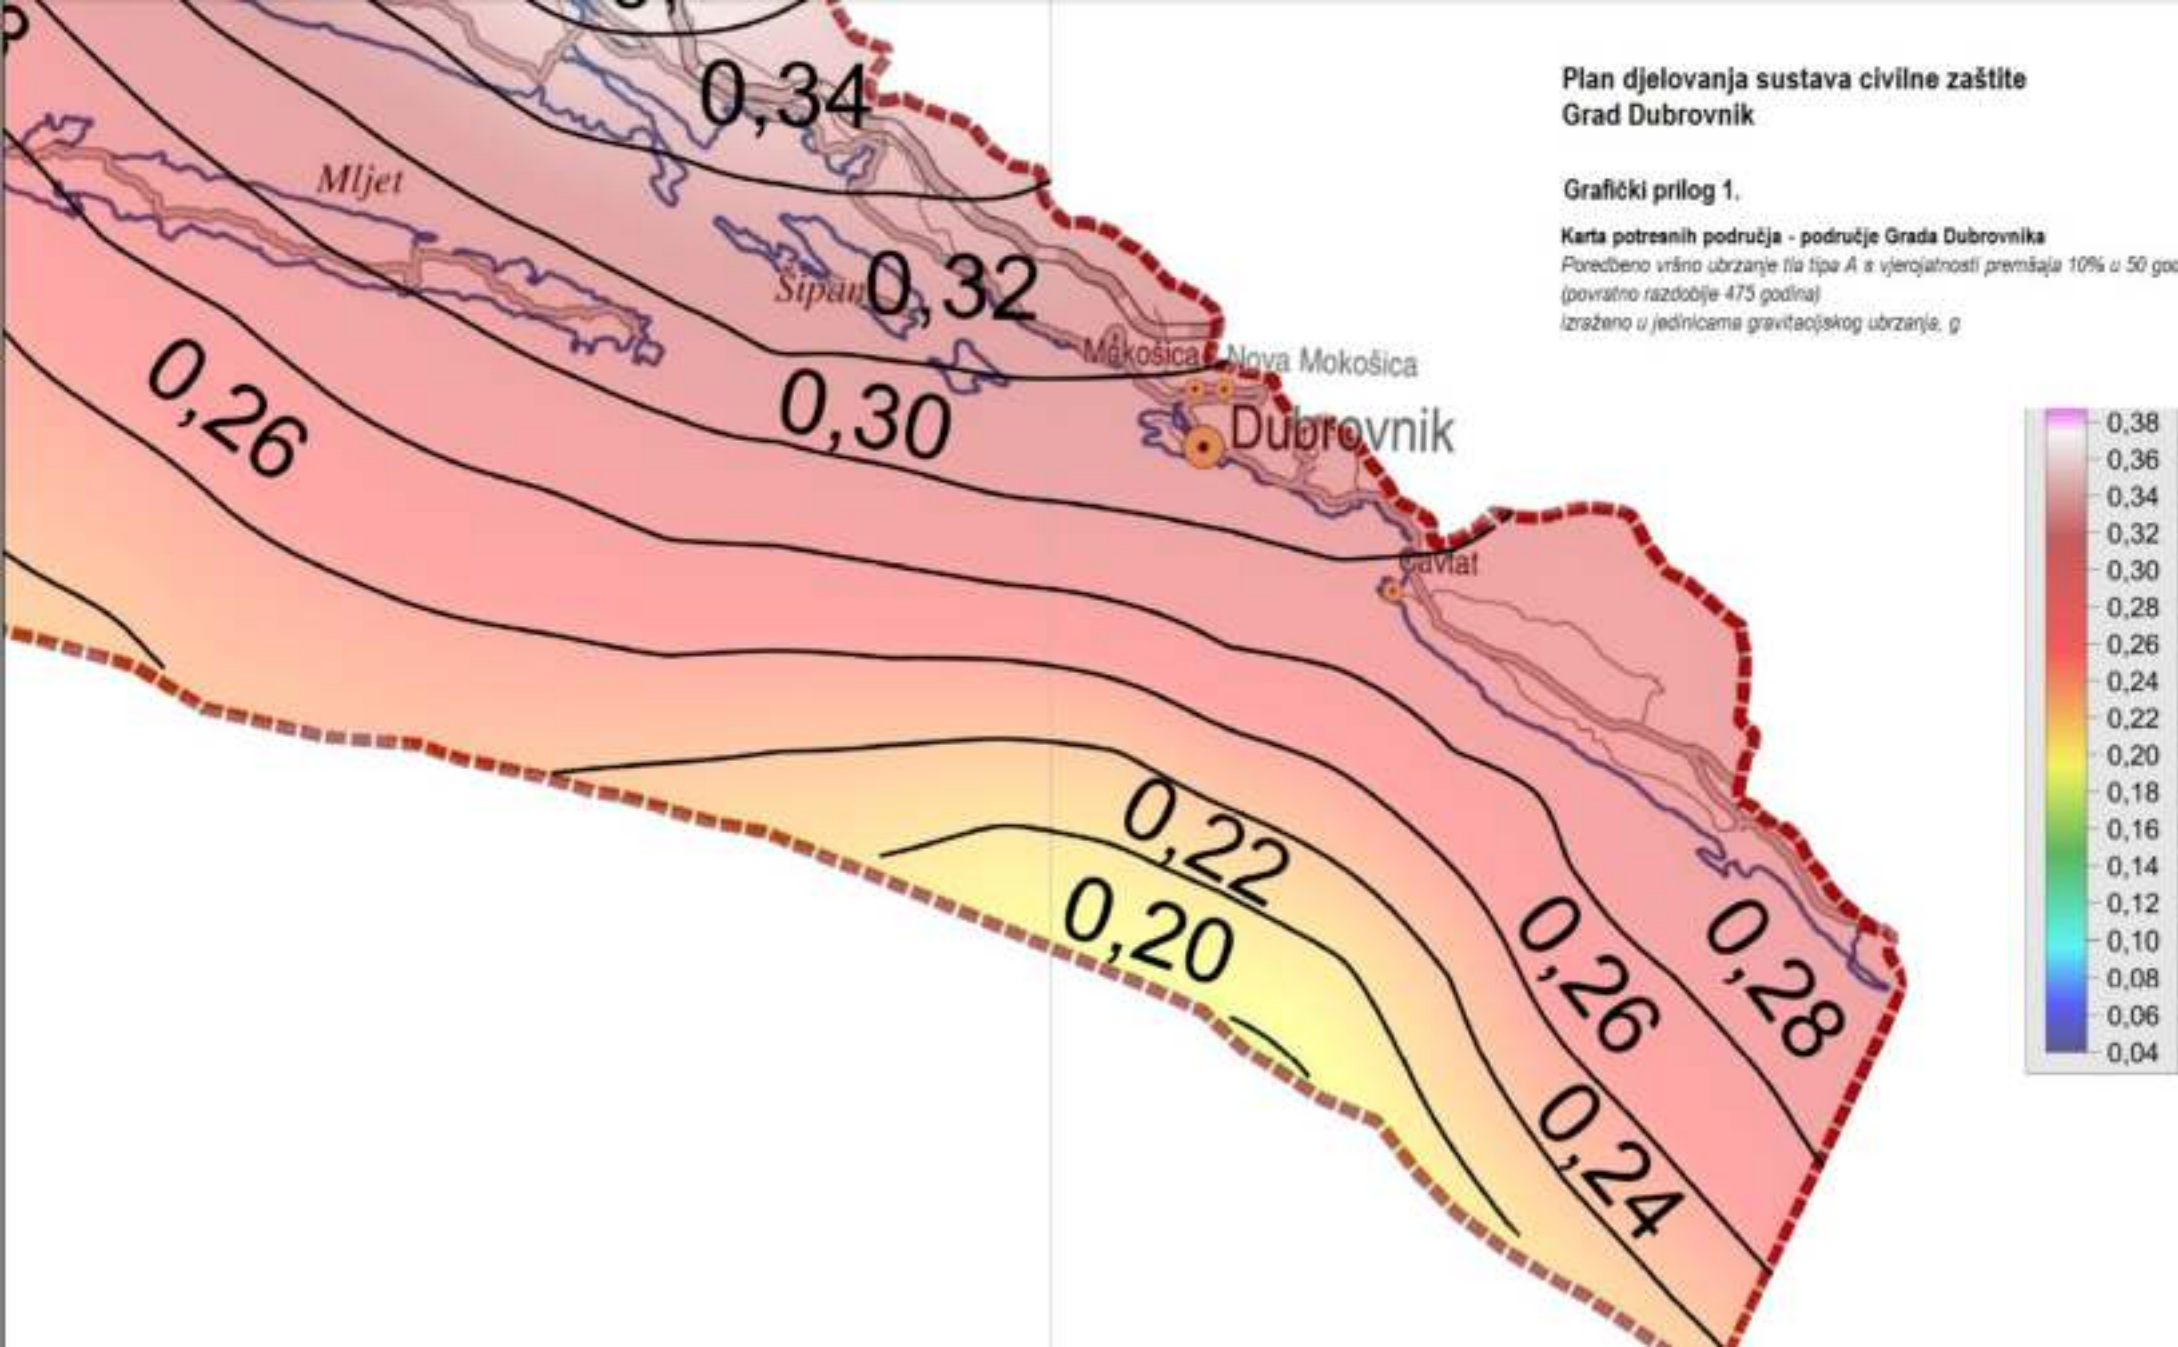 Plan djelovanja sustava civilne zaštite
Grad Dubrovnik
Grafički prilog 1.
Karta potresnih područja - područje Grada Dubrovnika
Poredbeno vršno ubrzanje tla tipa A s vjerojatnosti premšaja 10% u 50 god
(povratno razdoblje 475 godina)
izraženo u jedinicama gravitacijskog ubrzanja, g
0,34
Mljet
Šipan
0,32
Mokošica
Nova Mokošica
0,30
Dubrovnik
0,26
Cavtat
0,22
0,20
0,26
0,28
0,24
0,38
0,36
0,34
0,32
0,30
0,28
0,26
0,24
0,22
0,20
0,18
0,16
0,14
0,12
0,10
0,08
0,06
0,04